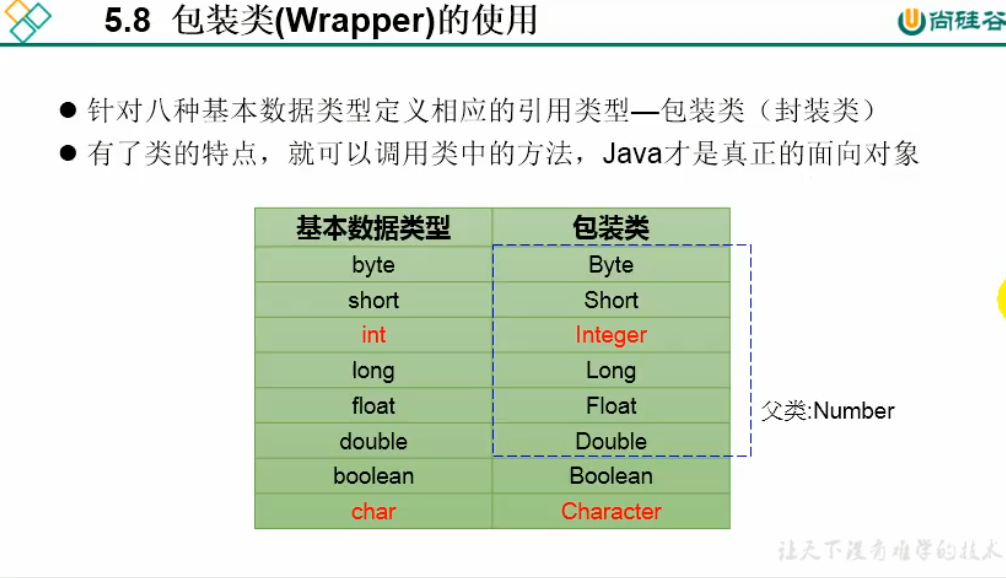 5.8 包装类(Wrapper)的使用
尚硅谷
● 针对八种基本数据类型定义相应的引用类型—包装类（封装类）
● 有了类的特点，就可以调用类中的方法，Java才是真正的面向对象
基本数据类型 包装类
byte Byte
short Short
int Integer
long Long
float Float
double Double
boolean Boolean
char Character
父类:Number
让天下没有难学的技术